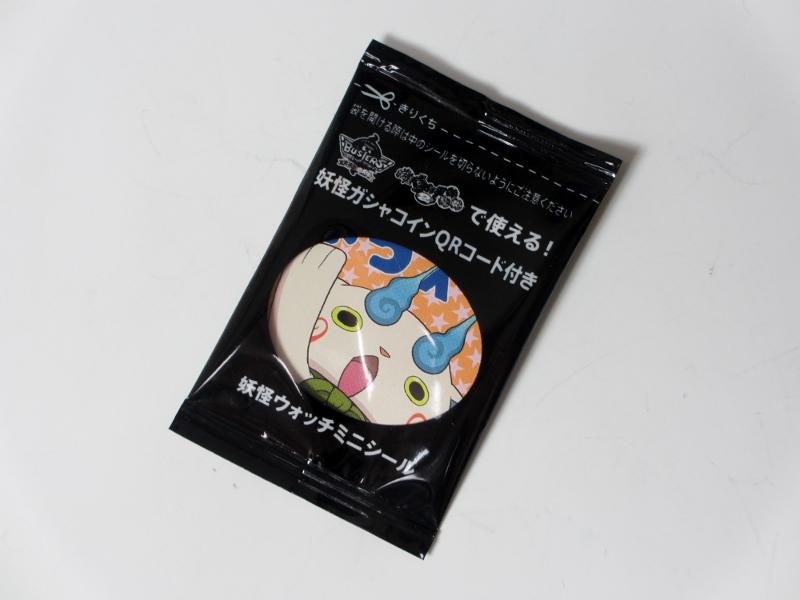 きりくち
袋を開ける際は中のシールを切らないようにご注意ください
BUSTERS
で使える!
妖怪ガシャコインQRコード付き
妖怪ウォッチミニシール